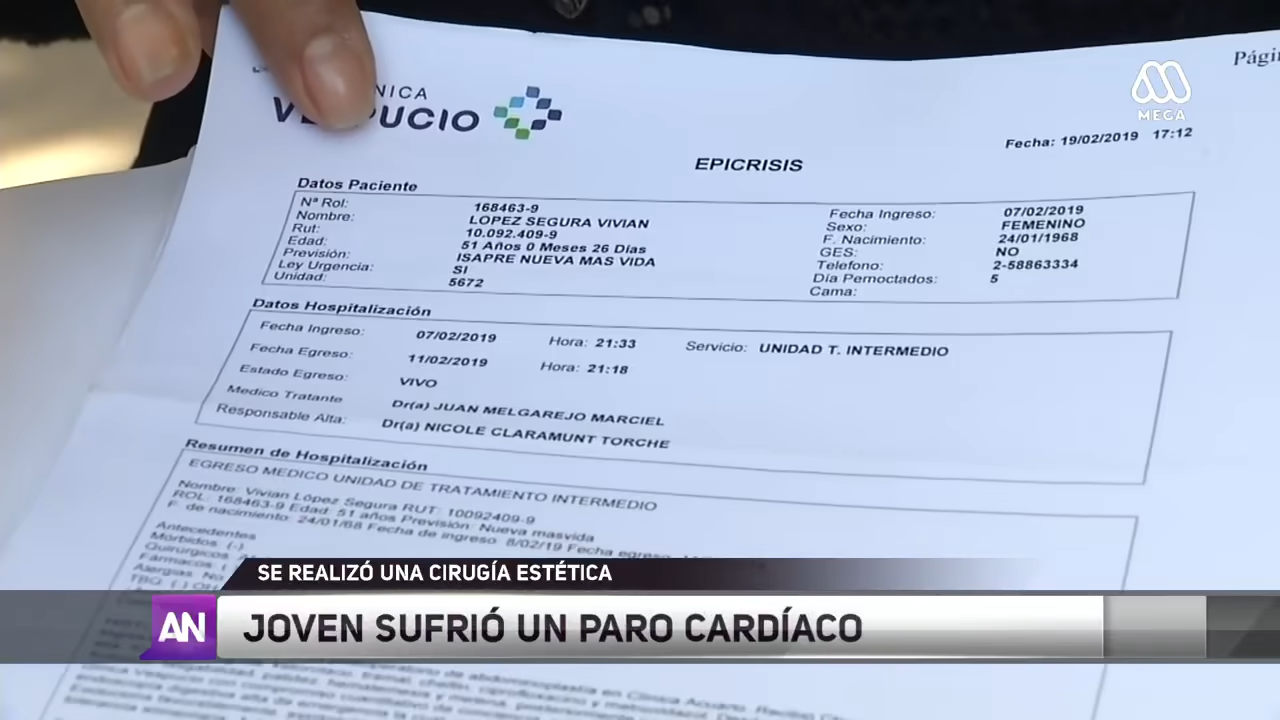 Págin
MEGA
VESPUCIO
Fecha: 19/02/2019 17:12
EPICRISIS
Datos Paciente
Nª Rol: 168463-9 Fecha Ingreso: 07/02/2019
Nombre: LOPEZ SEGURA VIVIAN Sexo: FEMENINO
Rut: 10.092.409-9 F. Nacimiento: 24/01/1968
Edad: 51 Años 0 Meses 26 Días GES: NO
Previsión: ISAPRE NUEVA MAS VIDA Telefono: 2-58863334
Ley Urgencia: SI Día Pernoctados: 5
Unidad: 5672 Cama:
Datos Hospitalización
Fecha Ingreso: 07/02/2019 Hora: 21:33 Servicio: UNIDAD T. INTERMEDIO
Fecha Egreso: 11/02/2019 Hora: 21:18
Estado Egreso: VIVO
Medico Tratante Dr(a) JUAN MELGAREJO MARCIEL
Responsable Alta: Dr(a) NICOLE CLARAMUNT TORCHE
Resumen de Hospitalización
EGRESO MEDICO UNIDAD DE TRATAMIENTO INTERMEDIO
Nombre: Vivian López Segura RUT: 10092409-9
ROL: 168463-9 Edad: 51 años Previsión: Nueva masvida
F. de nacimiento: 24/01/68 Fecha de ingreso: 8/02/19 Fecha egreso:
Antecedentes
Mórbidos: (-)
Quirúrgicos:
Fármacos:
Alergias: No
SE REALIZÓ UNA CIRUGÍA ESTÉTICA
AN JOVEN SUFRIÓ UN PARO CARDÍACO